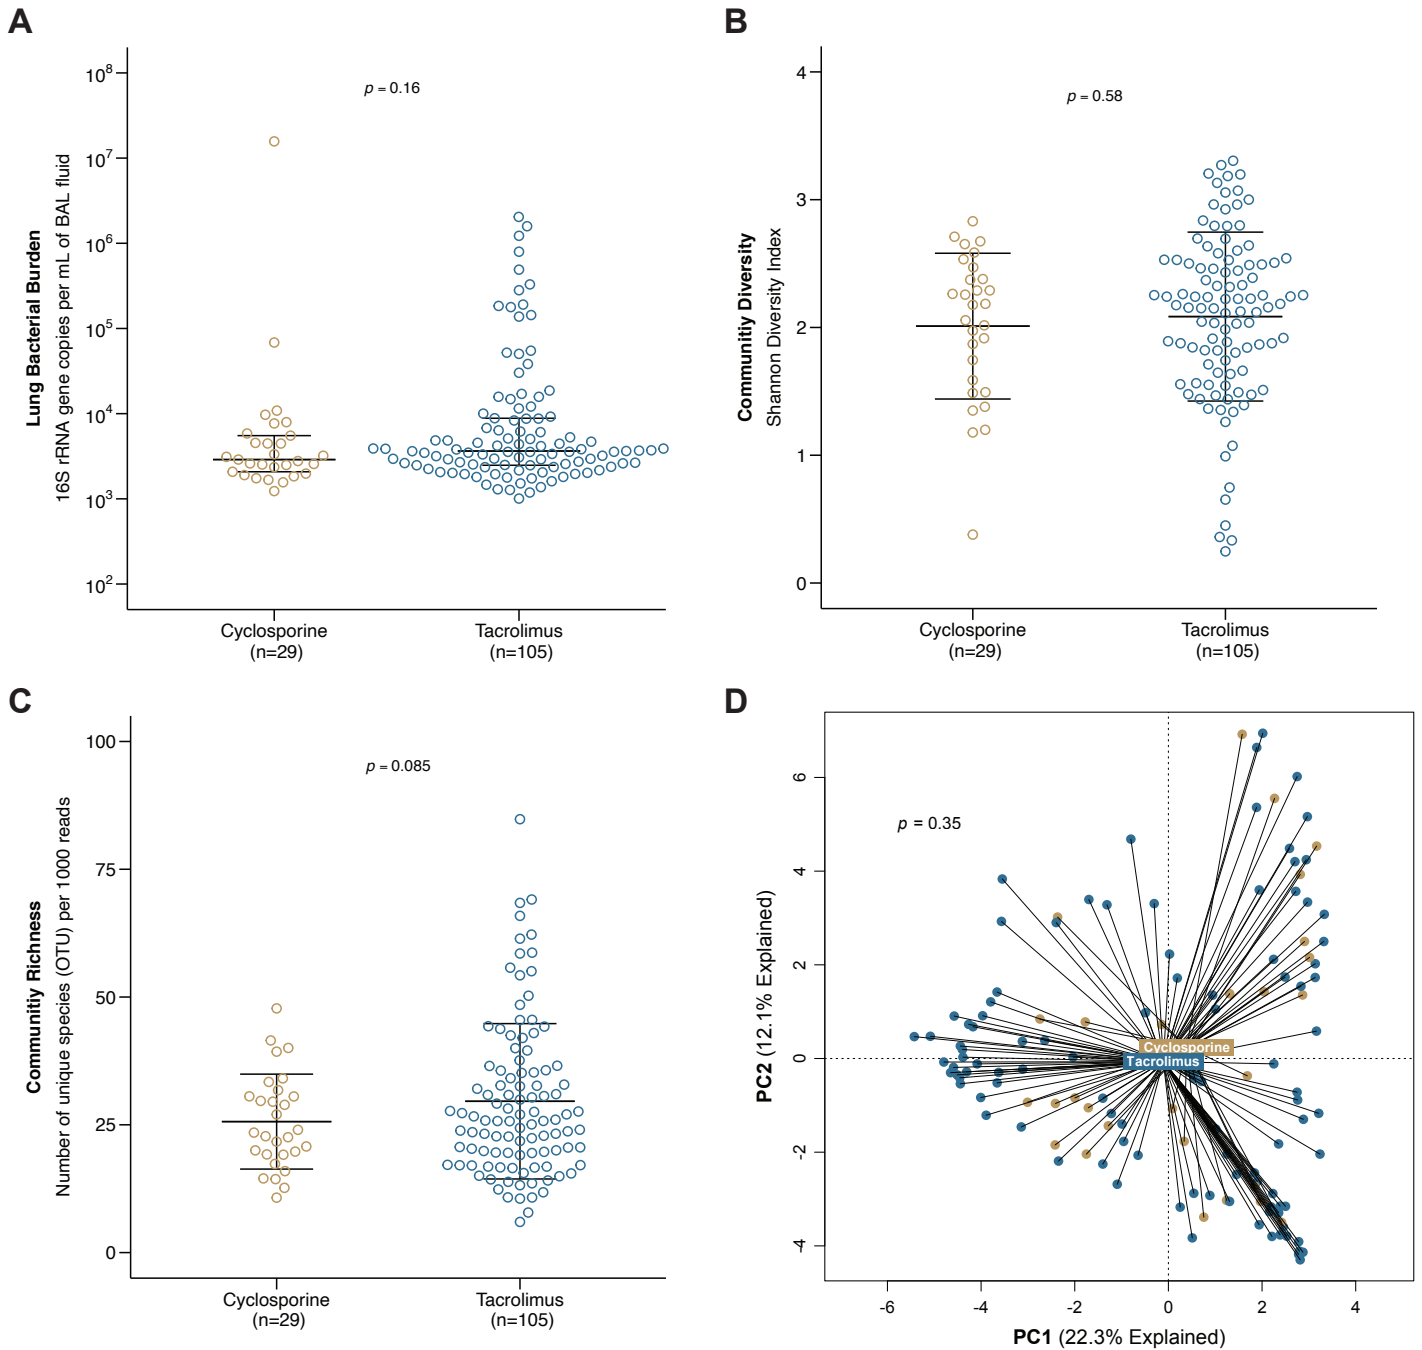 A
Lung Bacterial Burden
16S rRNA gene copies per mL of BAL fluid
10^8
10^7
10^6
10^5
10^4
10^3
10^2
p = 0.16
Cyclosporine
(n=29)
Tacrolimus
(n=105)
B
Communitiy Diversity
Shannon Diversity Index
4
3
2
1
0
p = 0.58
Cyclosporine
(n=29)
Tacrolimus
(n=105)
C
Communitiy Richness
Number of unique species (OTU) per 1000 reads
100
75
50
25
0
p = 0.085
Cyclosporine
(n=29)
Tacrolimus
(n=105)
D
PC2 (12.1% Explained)
6
4
2
0
-2
-4
p = 0.35
Cyclosporine
Tacrolimus
-6
-4
-2
0
2
4
PC1 (22.3% Explained)